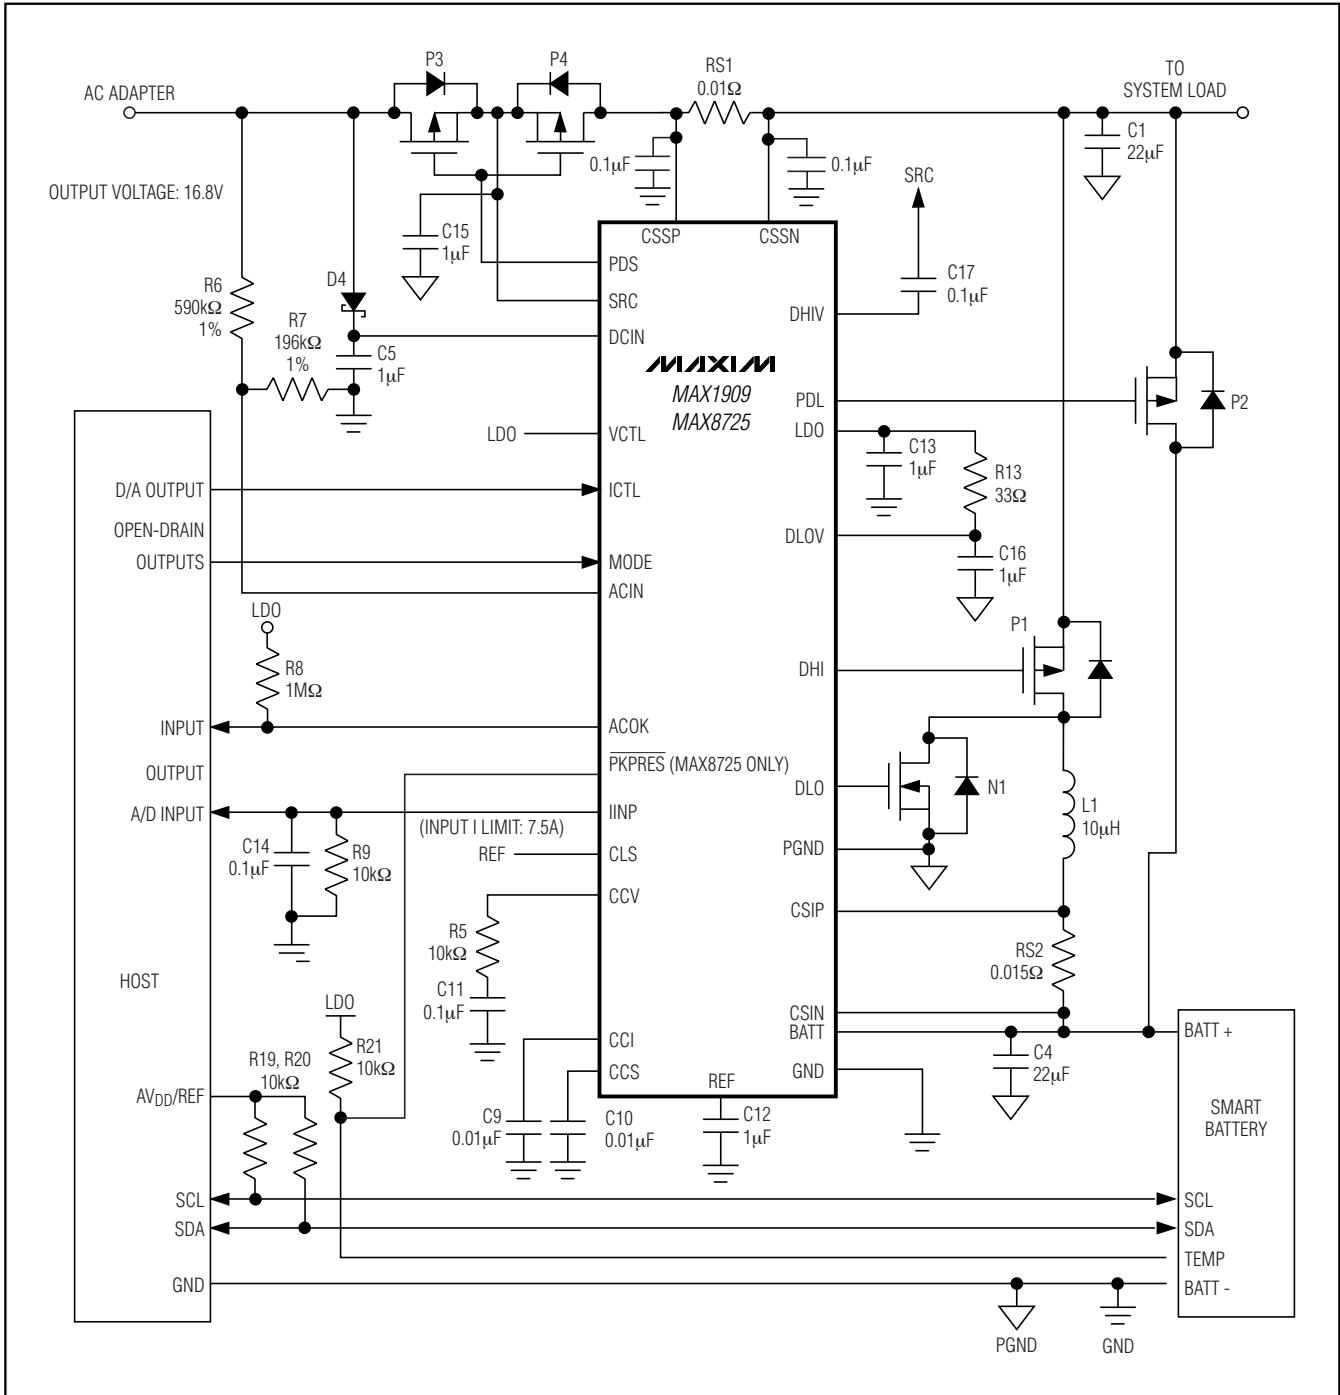 AC ADAPTER
P3
P4
RS1
0.01Ω
TO
SYSTEM LOAD
C1
22µF
0.1µF
0.1µF
SRC
OUTPUT VOLTAGE: 16.8V
C15
1µF
CSSP
CSSN
C17
0.1µF
PDS
SRC
DCIN
DHIV
R6
590kΩ
1%
D4
R7
196kΩ
1%
C5
1µF
MAXIM
MAX1909
MAX8725
PDL
P2
LDO
LDO
VCTL
C13
1µF
R13
33Ω
D/A OUTPUT
ICTL
OPEN-DRAIN
OUTPUTS
MODE
DLOV
C16
1µF
ACIN
LDO
R8
1MΩ
P1
DHI
INPUT
ACOK
OUTPUT
PKPRES (MAX8725 ONLY)
DLO
N1
L1
10µH
A/D INPUT
IINP
(INPUT I LIMIT: 7.5A)
C14
0.1µF
R9
10kΩ
REF
CLS
PGND
CCV
CSIP
R5
10kΩ
RS2
0.015Ω
HOST
C11
0.1µF
LDO
CSIN
BATT
BATT +
R21
10kΩ
CCI
C4
22µF
R19, R20
10kΩ
CCS
REF
GND
AVDD/REF
C9
0.01µF
C10
0.01µF
C12
1µF
SMART
BATTERY
SCL
SCL
SDA
SDA
TEMP
GND
BATT -
PGND
GND